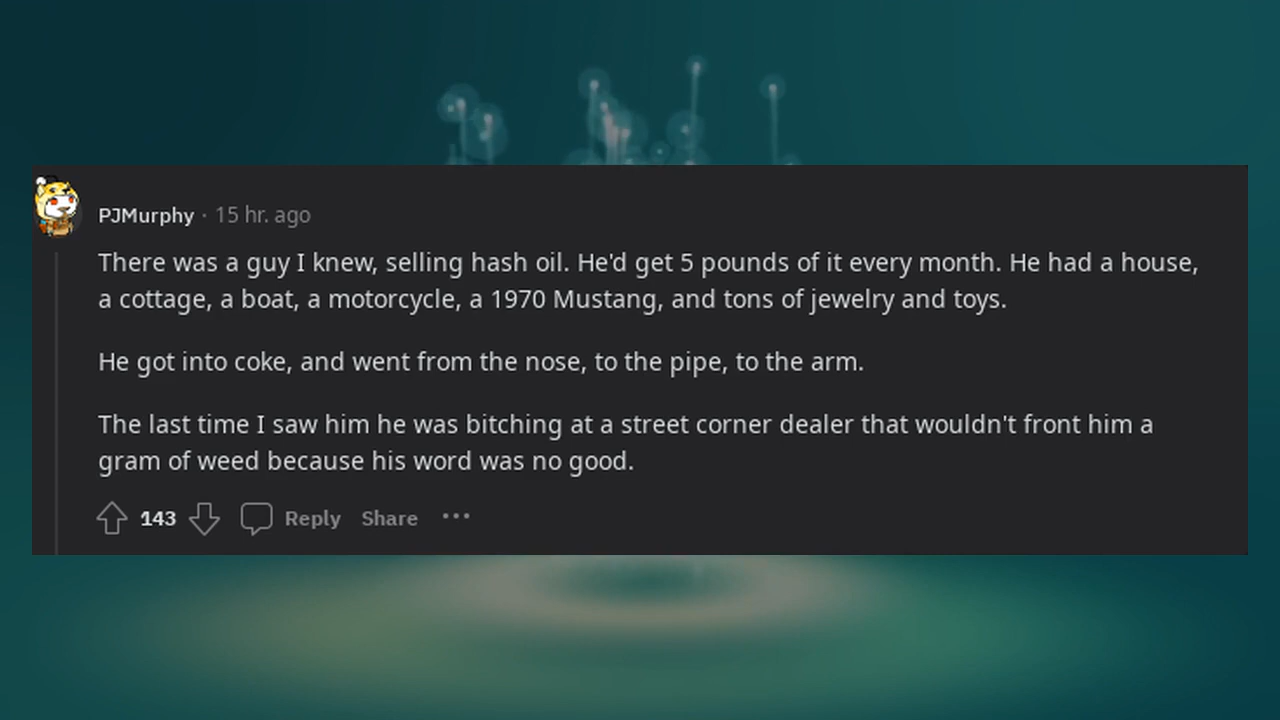 PJMurphy · 15 hr. ago
There was a guy I knew, selling hash oil. He'd get 5 pounds of it every month. He had a house,
a cottage, a boat, a motorcycle, a 1970 Mustang, and tons of jewelry and toys.
He got into coke, and went from the nose, to the pipe, to the arm.
The last time I saw him he was bitching at a street corner dealer that wouldn't front him a
gram of weed because his word was no good.
143 Reply Share ···